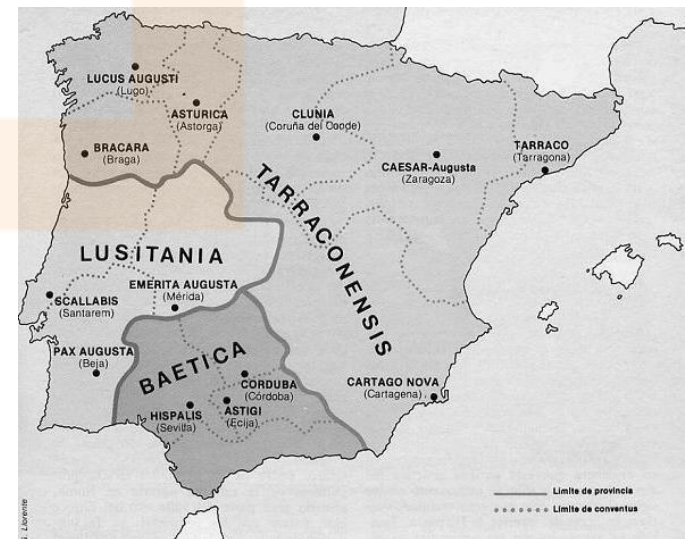 LUCUS AUGUSTI
(Lugo)
ASTURICA
(Astorga)
BRACARA
(Braga)
CLUNIA
(Coruña del Conde)
CAESAR-Augusta
(Zaragoza)
TARRACO
(Tarragona)
TARRACONENSIS
LUSITANIA
EMERITA AUGUSTA
(Mérida)
SCALLABIS
(Santarem)
PAX AUGUSTA
(Beja)
BAETICA
CORDUBA
(Córdoba)
HISPALIS
(Sevilla)
ASTIGI
(Ecija)
CARTAGO NOVA
(Cartagena)
Límite de provincia
Límite de conventus
Llorente